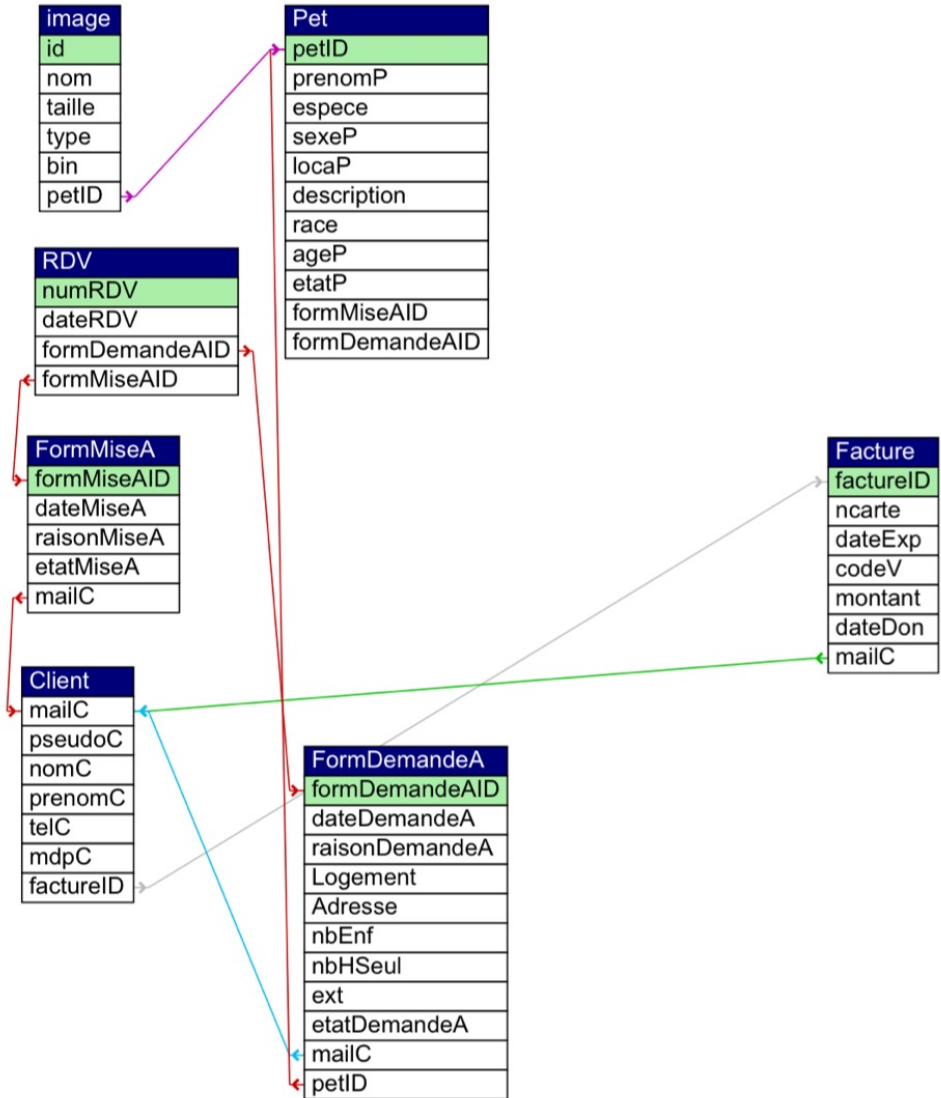 image
id
nom
taille
type
bin
petID
Pet
petID
prenomP
espece
sexeP
locaP
description
race
ageP
etatP
formMiseAID
formDemandeAID
RDV
numRDV
dateRDV
formDemandeAID
formMiseAID
FormMiseA
formMiseAID
dateMiseA
raisonMiseA
etatMiseA
mailC
Facture
factureID
ncarte
dateExp
codeV
montant
dateDon
mailC
Client
mailC
pseudoC
nomC
prenomC
telC
mdpC
factureID
FormDemandeA
formDemandeAID
dateDemandeA
raisonDemandeA
Logement
Adresse
nbEnf
nbHSeul
ext
etatDemandeA
mailC
petID